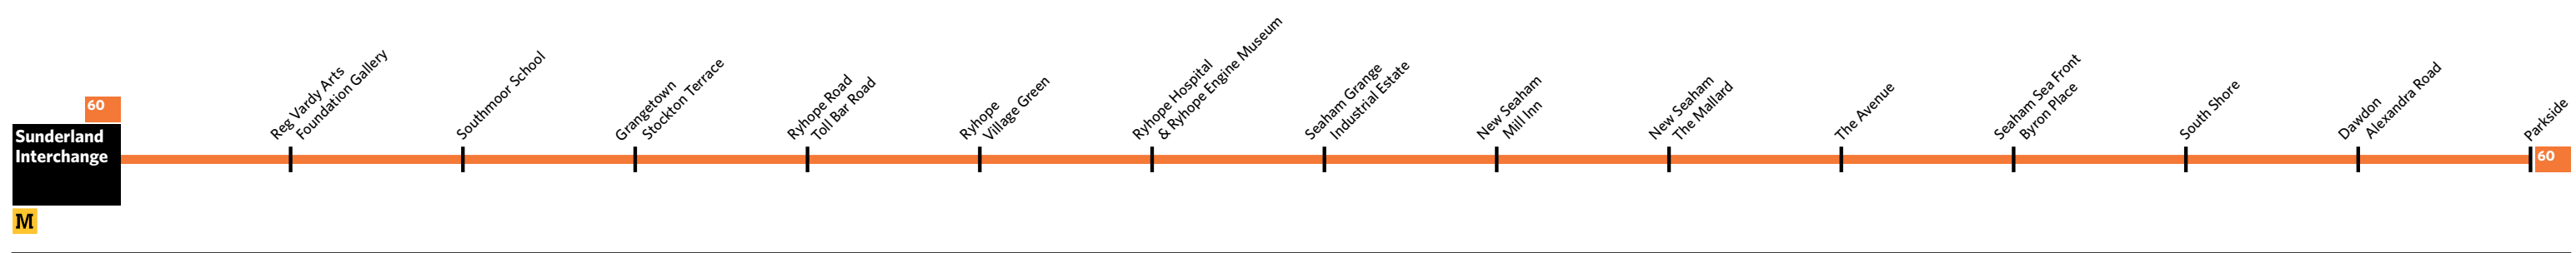 60
Sunderland
Interchange
M
Reg Vardy Arts
Foundation Gallery
Southmoor School
Grangetown
Stockton Terrace
Ryhope Road
Toll Bar Road
Ryhope
Village Green
Ryhope Hospital
& Ryhope Engine Museum
Seaham Grange
Industrial Estate
New Seaham
Mill Inn
New Seaham
The Mallard
The Avenue
Seaham Sea Front
Byron Place
South Shore
Dawdon
Alexandra Road
Parkside
60